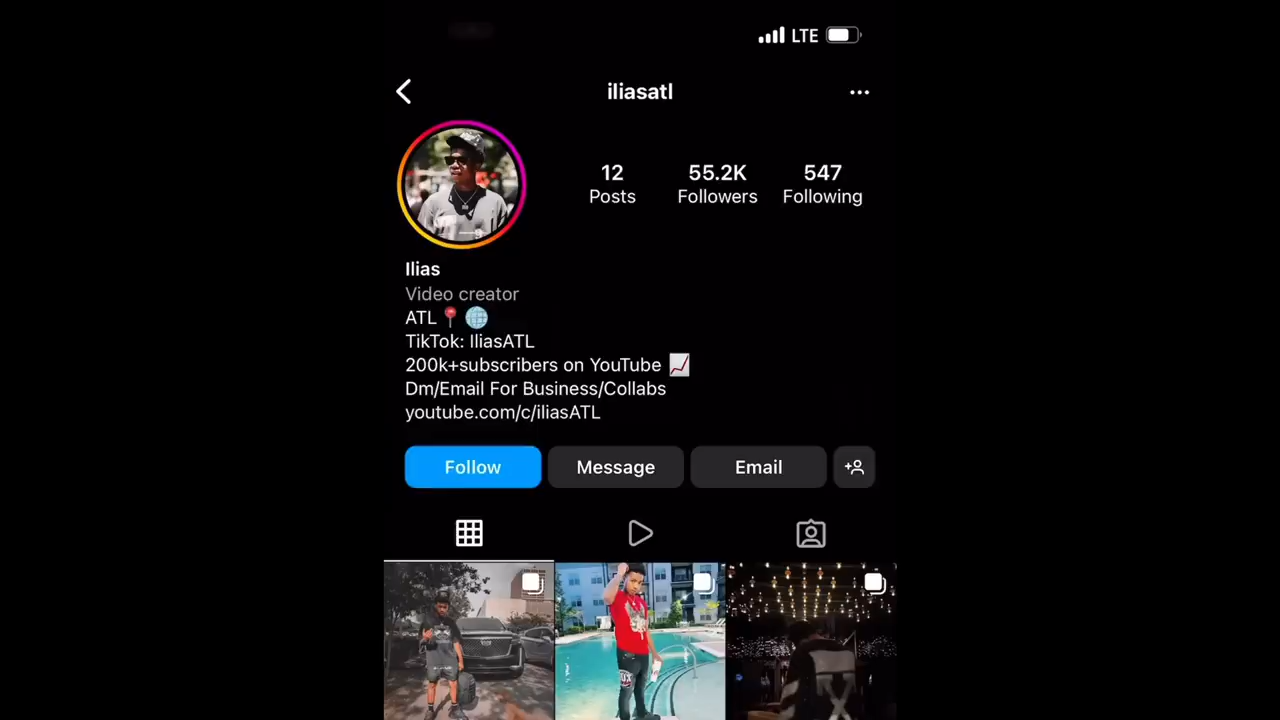 LTE
iliasatl
12 55.2K 547
Posts Followers Following
Ilias
Video creator
ATL📍🌐
TikTok: IliasATL
200k+subscribers on YouTube 📈
Dm/Email For Business/Collabs
youtube.com/c/iliasATL
Follow Message Email